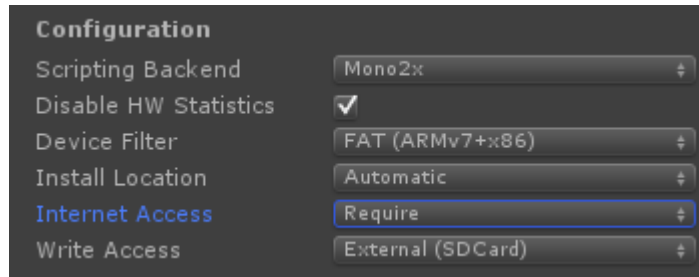 Configuration
Scripting Backend Mono2x
Disable HW Statistics
Device Filter FAT (ARMv7+x86)
Install Location Automatic
Internet Access Require
Write Access External (SDCard)